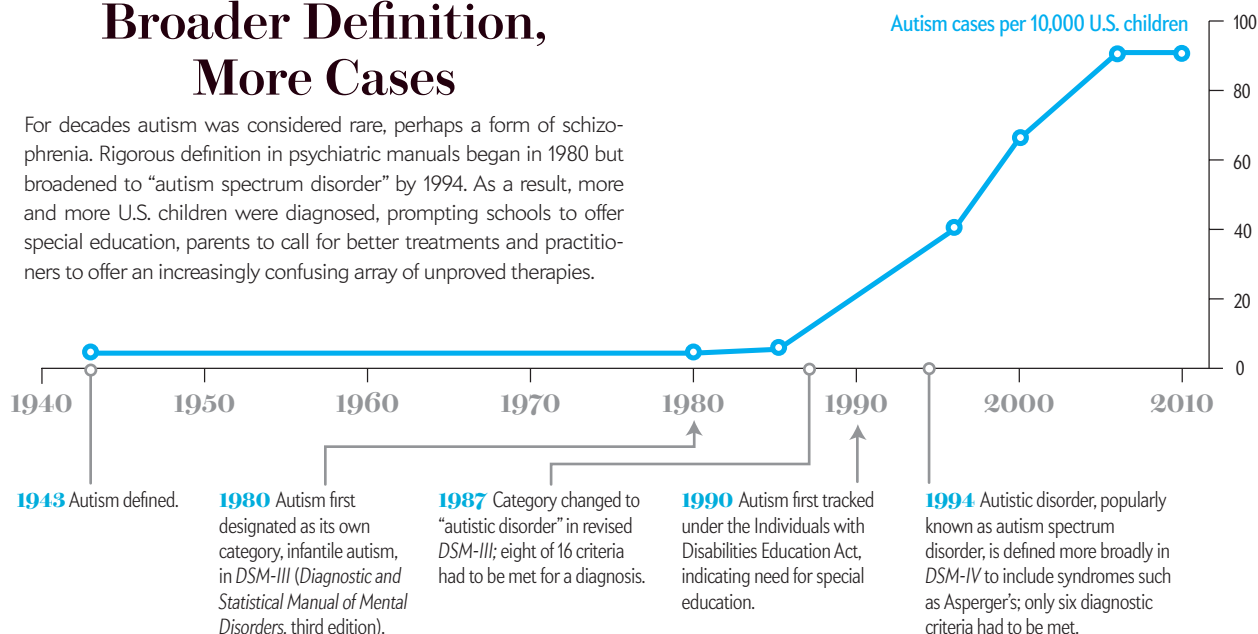 Broader Definition,
More Cases
For decades autism was considered rare, perhaps a form of schizo-
phrenia. Rigorous definition in psychiatric manuals began in 1980 but
broadened to “autism spectrum disorder” by 1994. As a result, more
and more U.S. children were diagnosed, prompting schools to offer
special education, parents to call for better treatments and practitio-
ners to offer an increasingly confusing array of unproved therapies.
Autism cases per 10,000 U.S. children
100
80
60
40
20
0
1940 1950 1960 1970 1980 1990 2000 2010
1943 Autism defined.
1980 Autism first
designated as its own
category, infantile autism,
in DSM-III (Diagnostic and
Statistical Manual of Mental
Disorders, third edition).
1987 Category changed to
“autistic disorder” in revised
DSM-III; eight of 16 criteria
had to be met for a diagnosis.
1990 Autism first tracked
under the Individuals with
Disabilities Education Act,
indicating need for special
education.
1994 Autistic disorder, popularly
known as autism spectrum
disorder, is defined more broadly in
DSM-IV to include syndromes such
as Asperger’s; only six diagnostic
criteria had to be met.